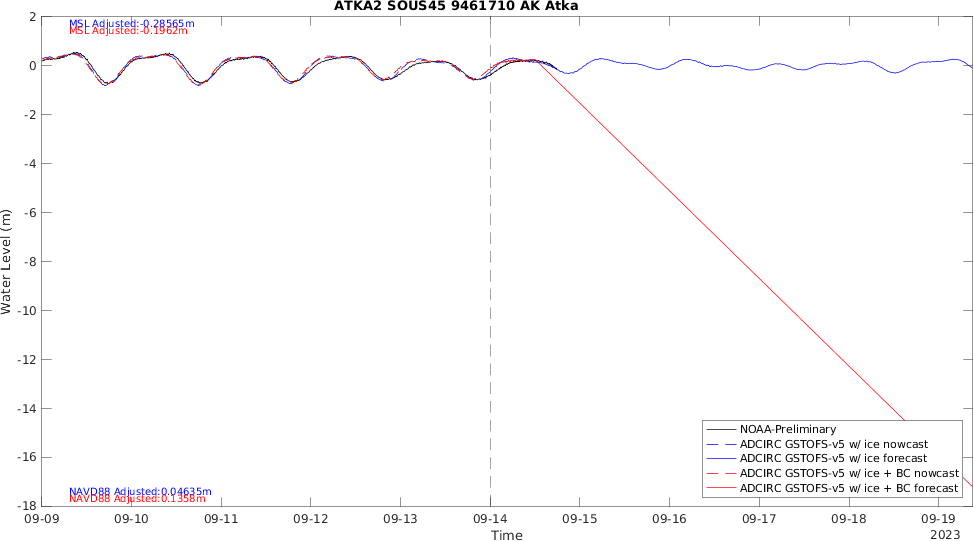 ATKA2 SOUS45 9461710 AK Atka
MSL Adjusted:-0.28565m
MSL Adjusted:-0.1962m
2
0
-2
-4
-6
-8
-10
-12
-14
-16
-18
Water Level (m)
NOAA-Preliminary
ADCIRC GSTOFS-v5 w/ ice nowcast
ADCIRC GSTOFS-v5 w/ ice forecast
ADCIRC GSTOFS-v5 w/ ice + BC nowcast
ADCIRC GSTOFS-v5 w/ ice + BC forecast
NAVD88 Adjusted:0.04635m
NAVD88 Adjusted:0.1358m
09-09 09-10 09-11 09-12 09-13 09-14 09-15 09-16 09-17 09-18 09-19
Time
2023